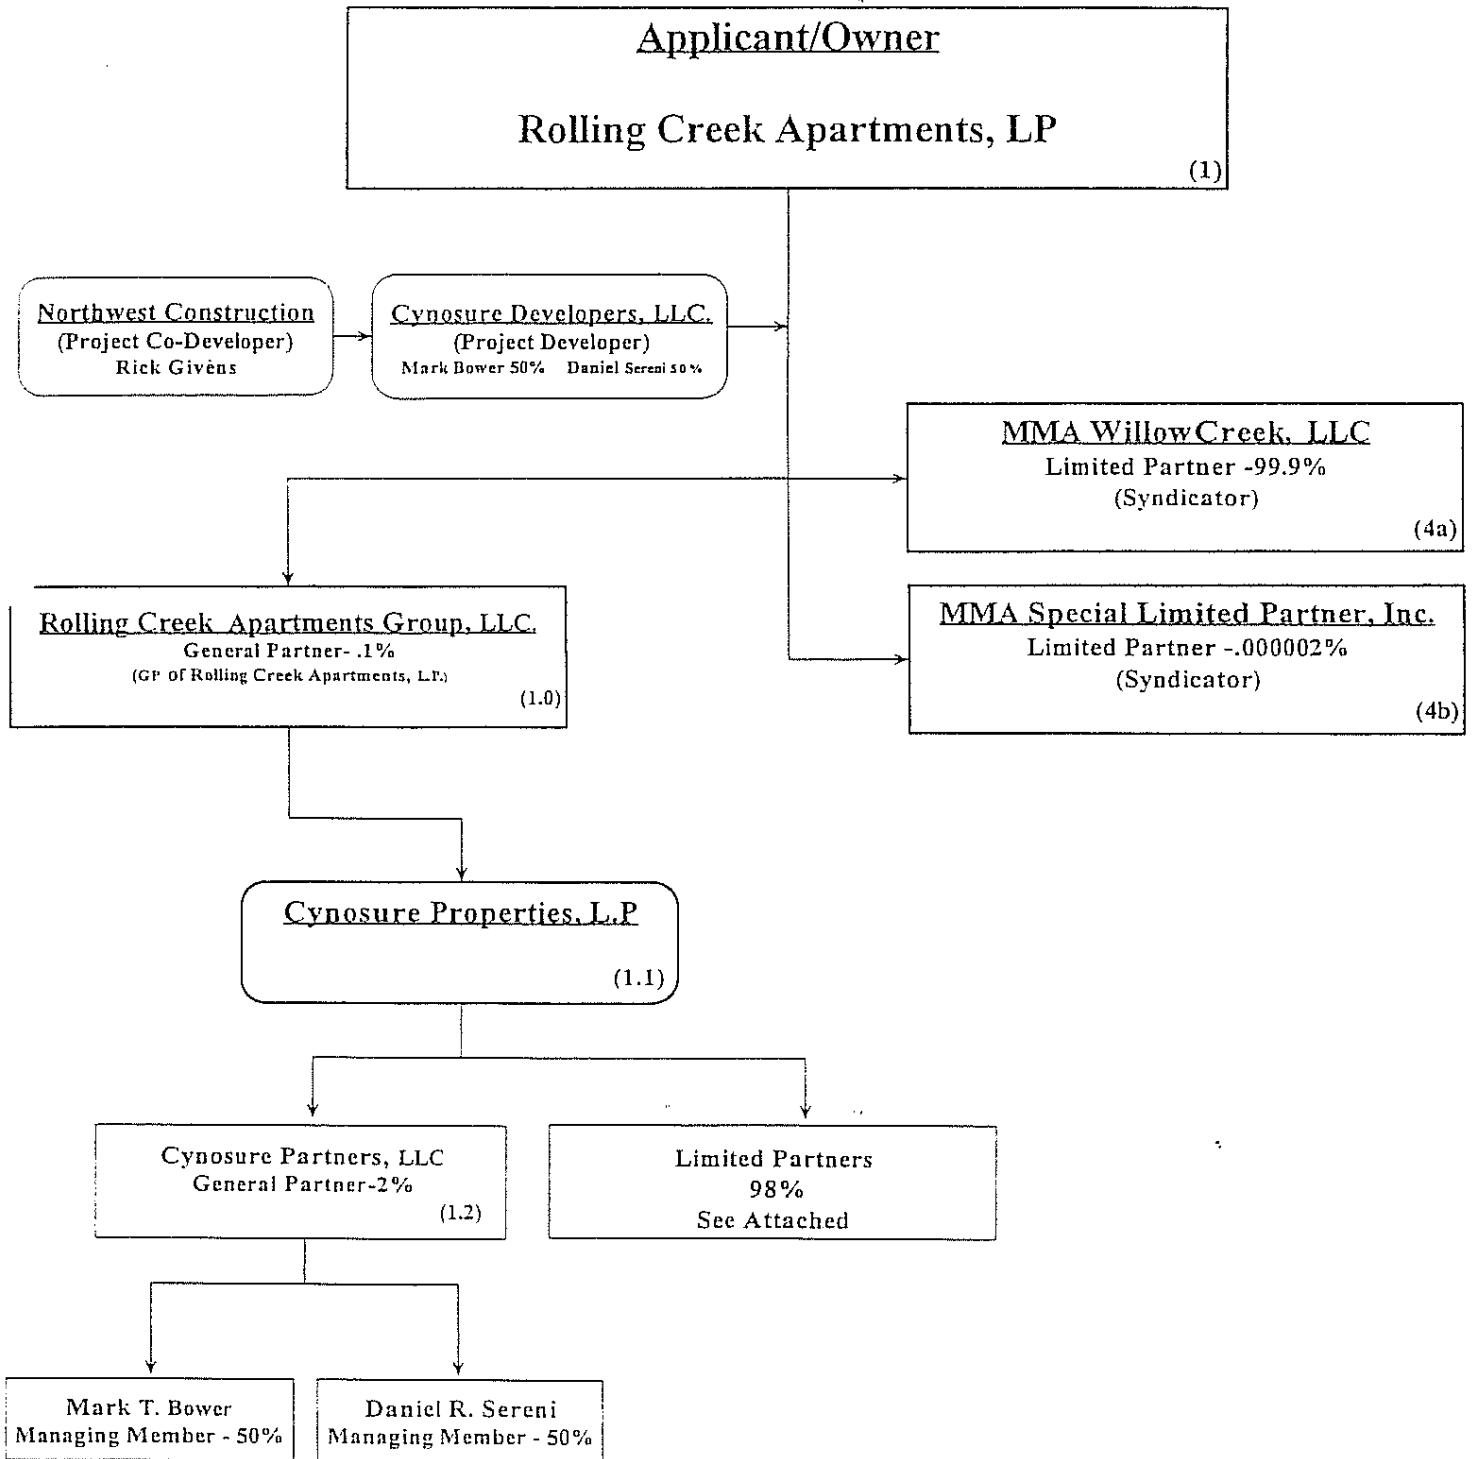 Applicant/Owner
Rolling Creek Apartments, LP
(1)
Northwest Construction
(Project Co-Developer)
Rick Givens
Cynosure Developers, LLC.
(Project Developer)
Mark Bower 50% Daniel Sereni 50%
MMA WillowCreek, LLC
Limited Partner -99.9%
(Syndicator)
(4a)
Rolling Creek Apartments Group, LLC.
General Partner- .1%
(GP of Rolling Creek Apartments, L.P.)
(1.0)
MMA Special Limited Partner, Inc.
Limited Partner -.000002%
(Syndicator)
(4b)
Cynosure Properties, L.P
(1.1)
Cynosure Partners, LLC
General Partner-2%
(1.2)
Limited Partners
98%
See Attached
Mark T. Bower
Managing Member - 50%
Daniel R. Sereni
Managing Member - 50%